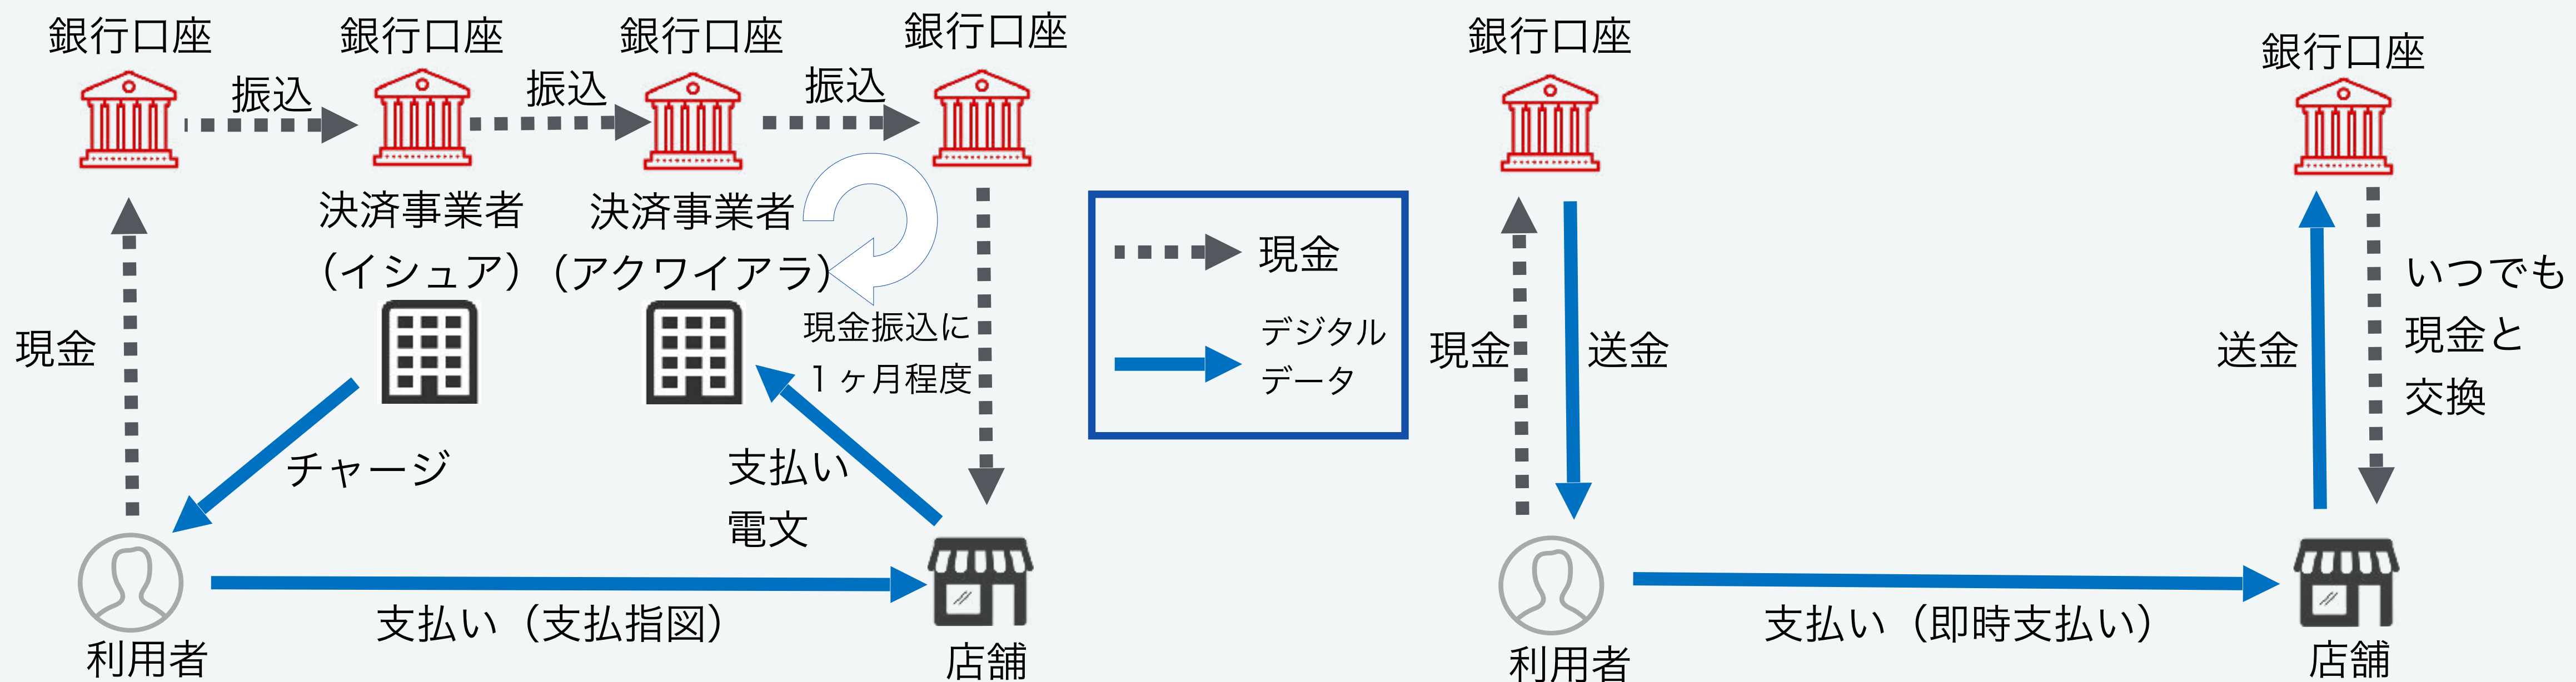 銀行口座
銀行口座
銀行口座
銀行口座
振込
振込
振込
決済事業者
（イシュア）
決済事業者
（アクワイアラ）
現金振込に
１ヶ月程度
現金
チャージ
支払い
電文
支払い（支払指図）
利用者
店舗
現金
デジタル
データ
銀行口座
銀行口座
現金
送金
送金
いつでも
現金と
交換
支払い（即時支払い）
利用者
店舗